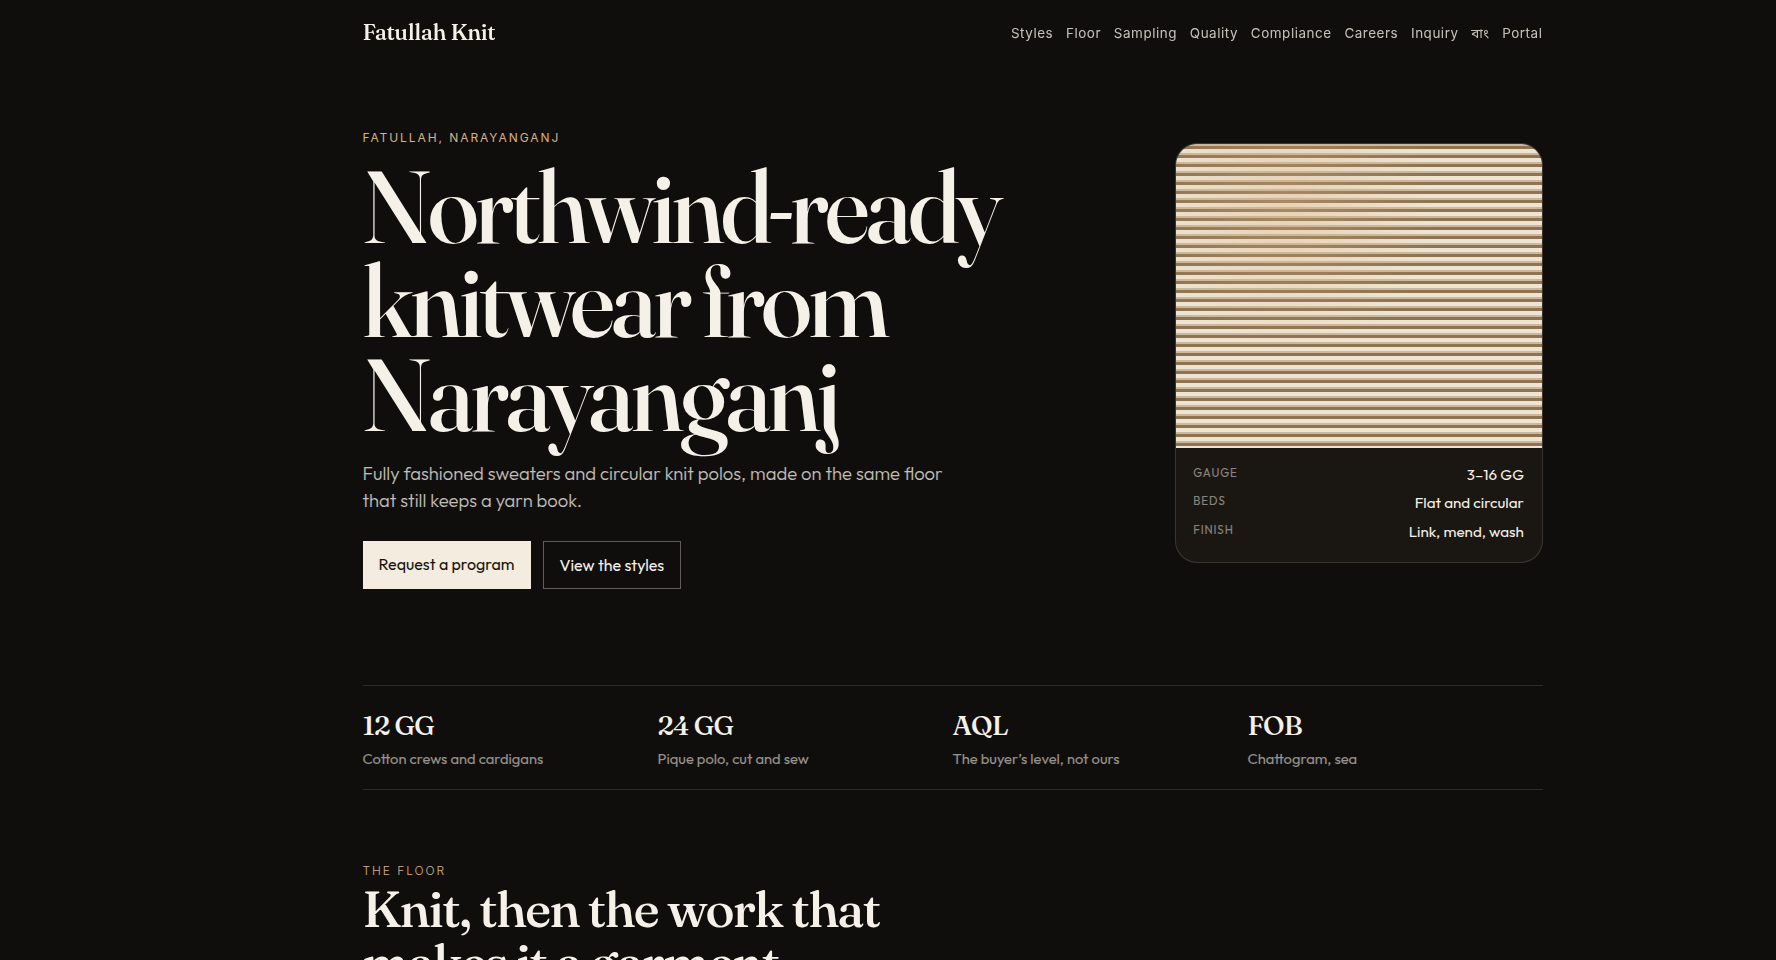 Fatullah Knit
Styles Floor Sampling Quality Compliance Careers Inquiry বাং Portal
FATULLAH, NARAYANGANJ
Northwind-ready
knitwear from
Narayanganj
Fully fashioned sweaters and circular knit polos, made on the same floor
that still keeps a yarn book.
Request a program
View the styles
GAUGE 3–16 GG
BEDS Flat and circular
FINISH Link, mend, wash
12 GG
Cotton crews and cardigans
24 GG
Pique polo, cut and sew
AQL
The buyer's level, not ours
FOB
Chattogram, sea
THE FLOOR
Knit, then the work that
makes it a garment